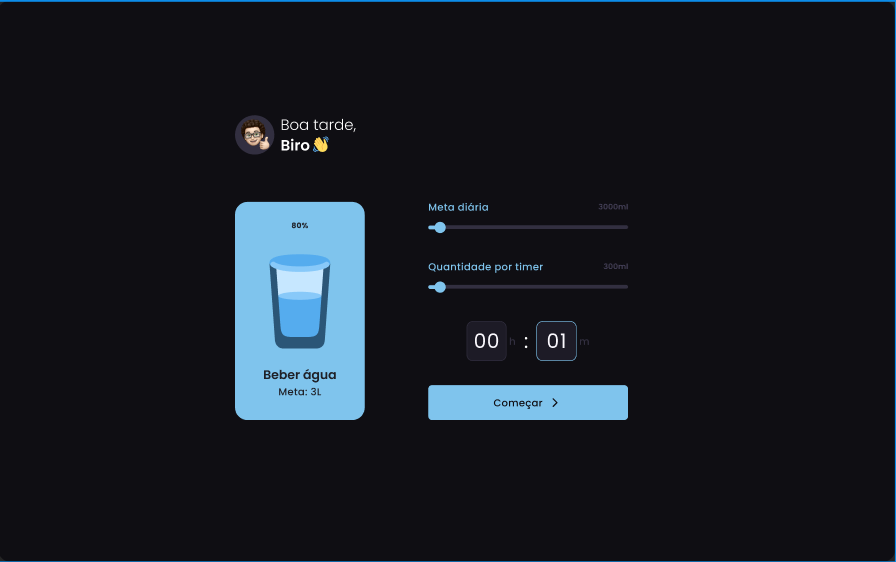 Boa tarde,
Biro 👋
80%
Beber água
Meta: 3L
Meta diária
3000ml
Quantidade por timer
300ml
00 h : 01 m
Começar